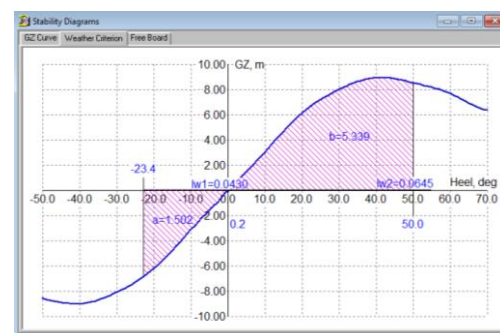 Stability Diagrams
GZ Curve Weather Criterion Free Board
10.00 GZ, m
8.00
6.00
4.00
b=5.339
2.00
-23.4
lw1=0.0430 lw2=0.0645 Heel, deg
-50.0 -40.0 -30.0 -20.0 -10.0 0.0 10.0 20.0 30.0 40.0 50.0 60.0 70.0
a=1.502 -2.00 0.2 50.0
-4.00
-6.00
-8.00
-10.00